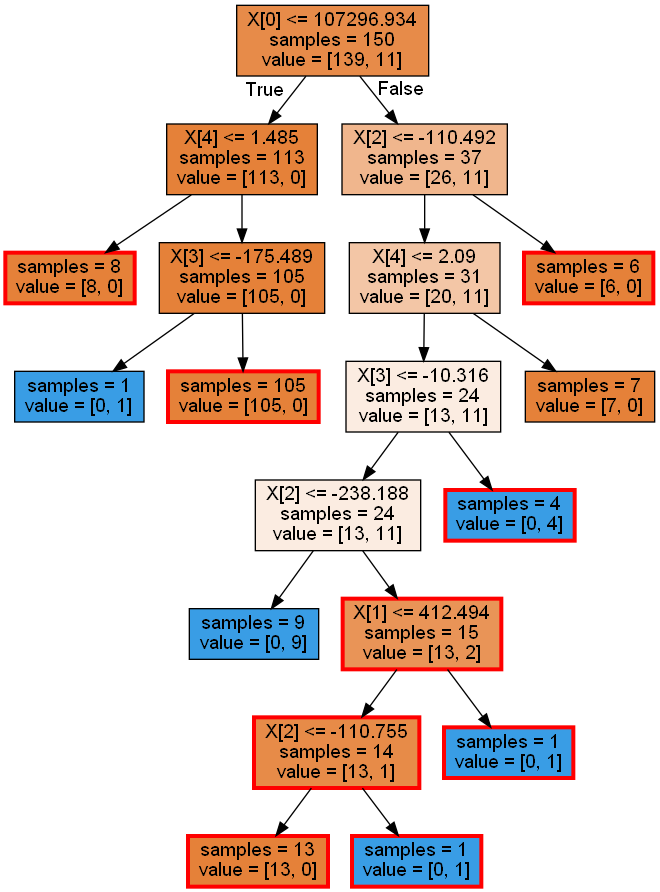 X[0] <= 107296.934
samples = 150
value = [139, 11]
True
False
X[4] <= 1.485
samples = 113
value = [113, 0]
X[2] <= -110.492
samples = 37
value = [26, 11]
samples = 8
value = [8, 0]
X[3] <= -175.489
samples = 105
value = [105, 0]
X[4] <= 2.09
samples = 31
value = [20, 11]
samples = 6
value = [6, 0]
samples = 1
value = [0, 1]
samples = 105
value = [105, 0]
X[3] <= -10.316
samples = 24
value = [13, 11]
samples = 7
value = [7, 0]
X[2] <= -238.188
samples = 24
value = [13, 11]
samples = 4
value = [0, 4]
samples = 9
value = [0, 9]
X[1] <= 412.494
samples = 15
value = [13, 2]
X[2] <= -110.755
samples = 14
value = [13, 1]
samples = 1
value = [0, 1]
samples = 13
value = [13, 0]
samples = 1
value = [0, 1]